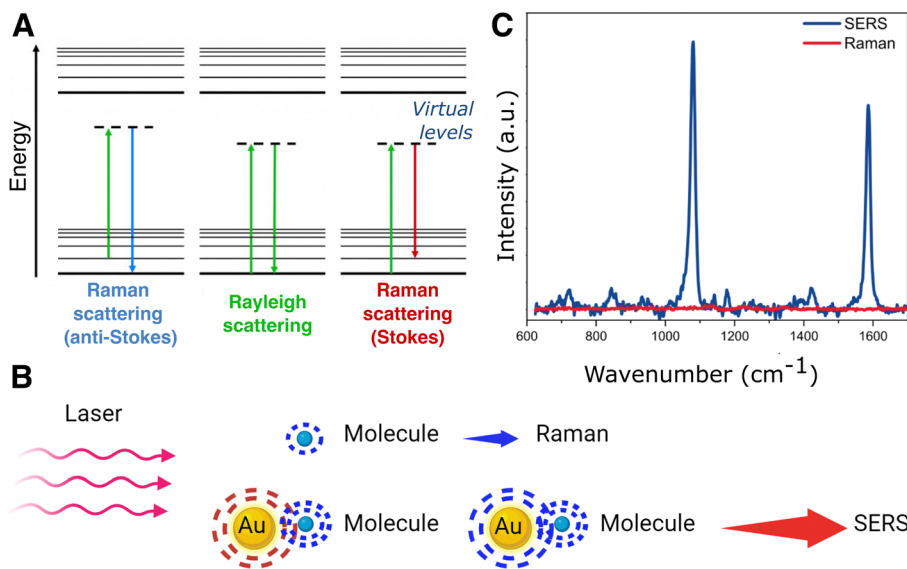 A
Energy
Virtual
levels
Raman
scattering
(anti-Stokes)
Rayleigh
scattering
Raman
scattering
(Stokes)
C
SERS
Raman
Intensity (a.u.)
600
800
1000
1200
1400
1600
Wavenumber (cm-1)
B
Laser
Molecule
Raman
Au
Molecule
Au
Molecule
SERS